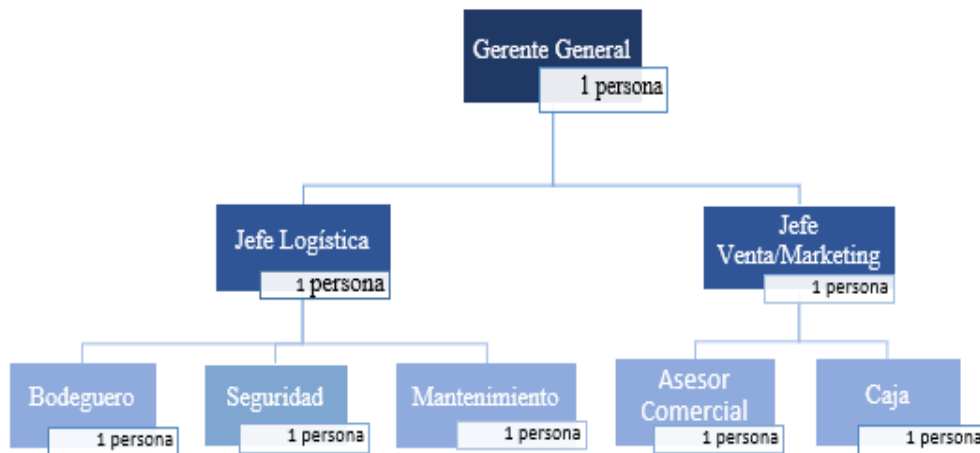 Gerente General
1 persona
Jefe Logística
1 persona
Jefe
Venta/Marketing
1 persona
Bodeguero
1 persona
Seguridad
1 persona
Mantenimiento
1 persona
Asesor
Comercial
1 persona
Caja
1 persona